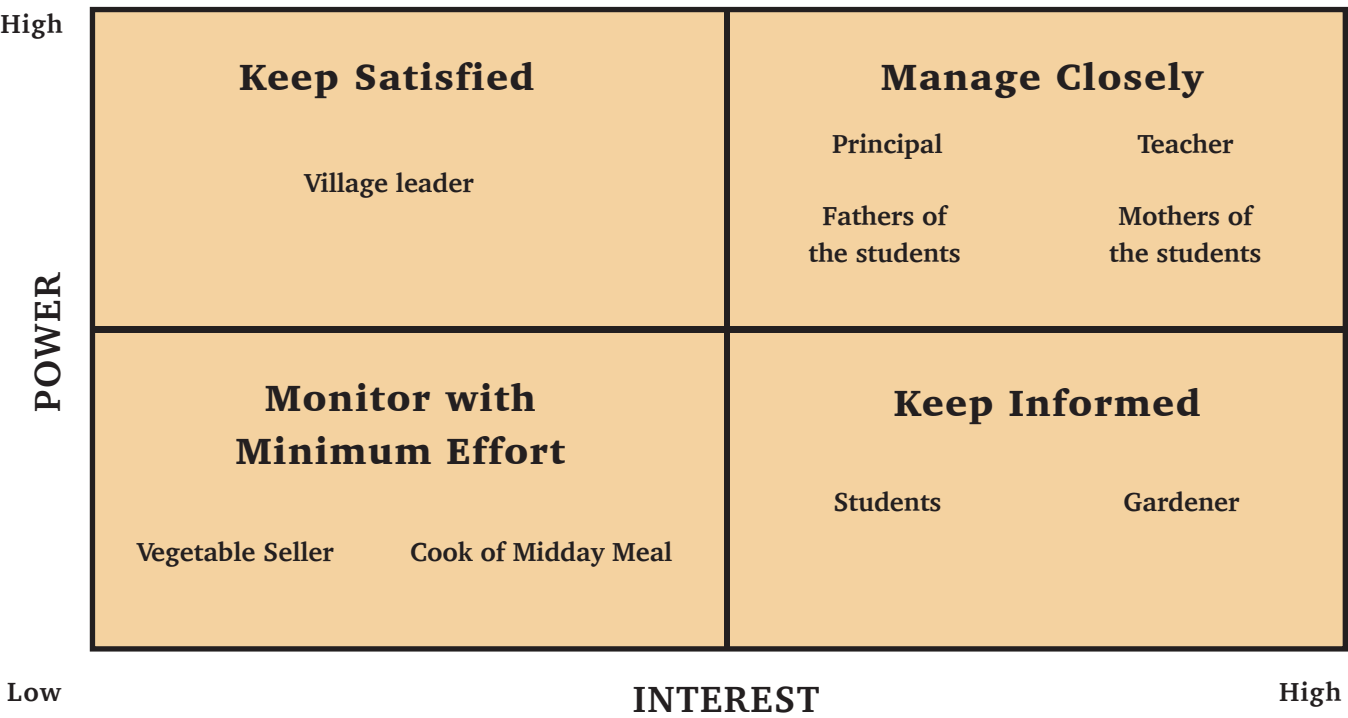 High
Keep Satisfied
Manage Closely
Village leader
Principal
Teacher
Fathers of
the students
Mothers of
the students
POWER
Monitor with
Minimum Effort
Keep Informed
Vegetable Seller
Cook of Midday Meal
Students
Gardener
Low
INTEREST
High